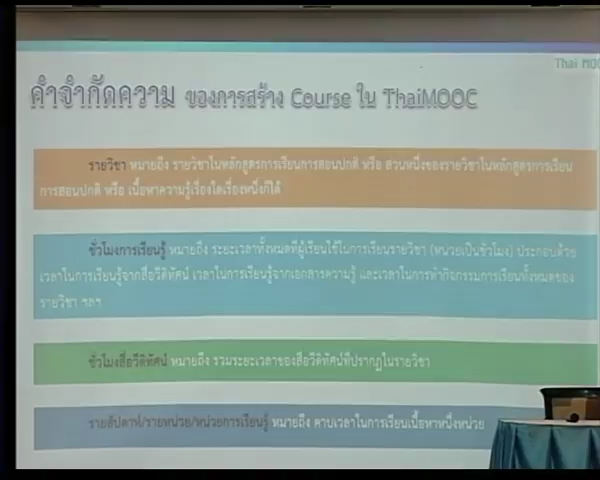 Thai MOO
คำจำกัดความ ของการสร้าง Course ใน ThaiMOOC
รายวิชา หมายถึง รายวิชาในหลักสูตรการเรียนการสอนปกติ หรือ ส่วนหนึ่งของรายวิชาในหลักสูตรการเรียน
การสอนปกติ หรือ เนื้อหาความรู้เรื่องใดเรื่องหนึ่งก็ได้
ชั่วโมงการเรียนรู้ หมายถึง ระยะเวลาทั้งหมดที่ผู้เรียนใช้ในการเรียนรายวิชา (หน่วยเป็นชั่วโมง) ประกอบด้วย
เวลาในการเรียนรู้จากสื่อวีดิทัศน์ เวลาในการเรียนรู้จากเอกสารความรู้ และเวลาในการทำกิจกรรมการเรียนทั้งหมดของ
รายวิชา ฯลฯ
ชั่วโมงสื่อวีดิทัศน์ หมายถึง รวมระยะเวลาของสื่อวีดิทัศน์ที่ปรากฏในรายวิชา
รายสัปดาห์/รายหน่วย/หน่วยการเรียนรู้ หมายถึง คาบเวลาในการเรียนเนื้อหาหนึ่งหน่วย